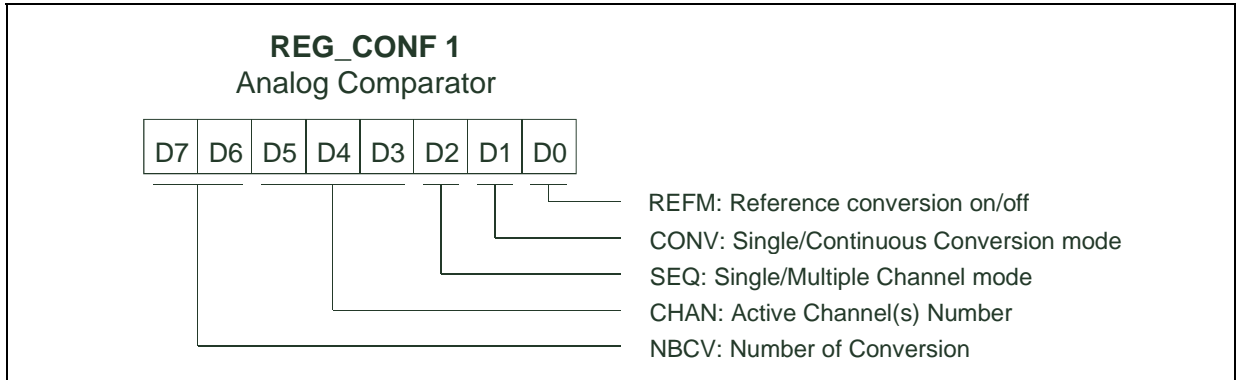 REG_CONF 1
Analog Comparator
D7 D6 D5 D4 D3 D2 D1 D0
REFM: Reference conversion on/off
CONV: Single/Continuous Conversion mode
SEQ: Single/Multiple Channel mode
CHAN: Active Channel(s) Number
NBCV: Number of Conversion